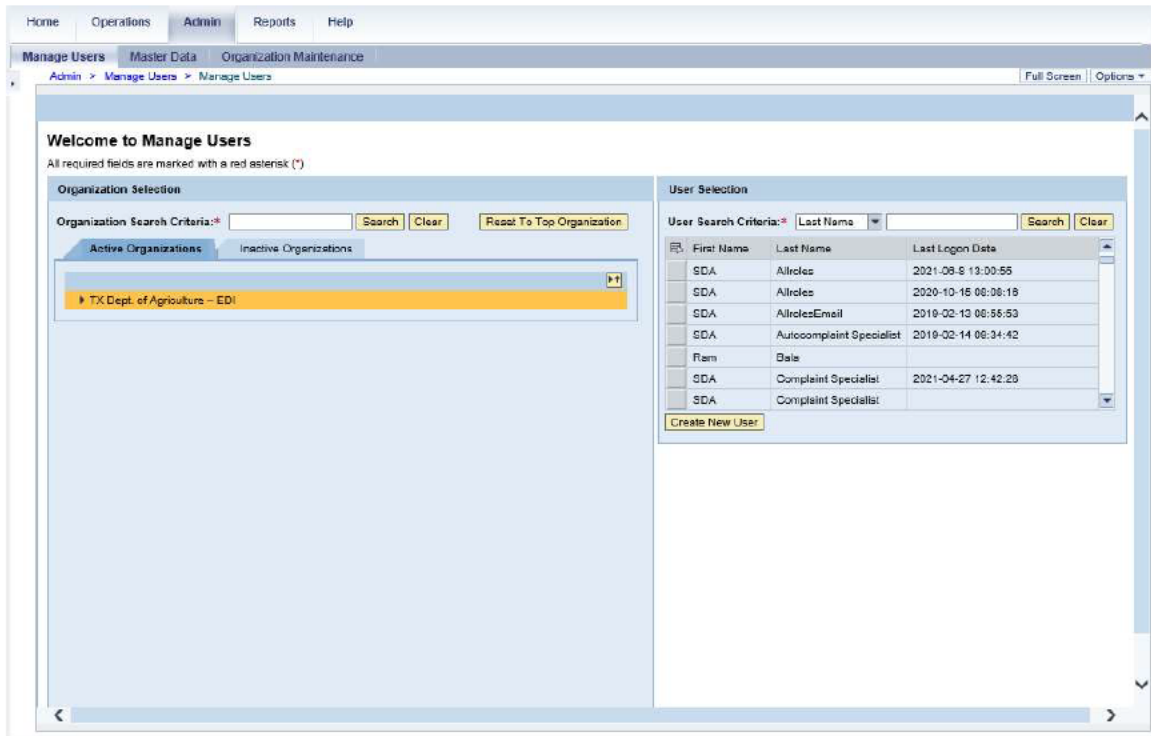 Home Operations Admin Reports Help
Manage Users Master Data Organization Maintenance
Admin > Manage Users > Manage Users Full Screen Options
Welcome to Manage Users
All required fields are marked with a red asterisk (*)
Organization Selection
Organization Search Criteria:* Search Clear Reset To Top Organization
Active Organizations Inactive Organizations
TX Dept. of Agriculture – EDI
User Selection
User Search Criteria:* Last Name Search Clear
First Name Last Name Last Logon Date
SDA Allroles 2021-08-9 13:00:55
SDA Allroles 2020-10-15 08:08:16
SDA AllrolesEmail 2019-02-13 08:55:53
SDA Autocomplaint Specialist 2019-02-14 09:34:42
Ram Bala
SDA Complaint Specialist 2021-04-27 12:42:28
SDA Complaint Specialist
Create New User